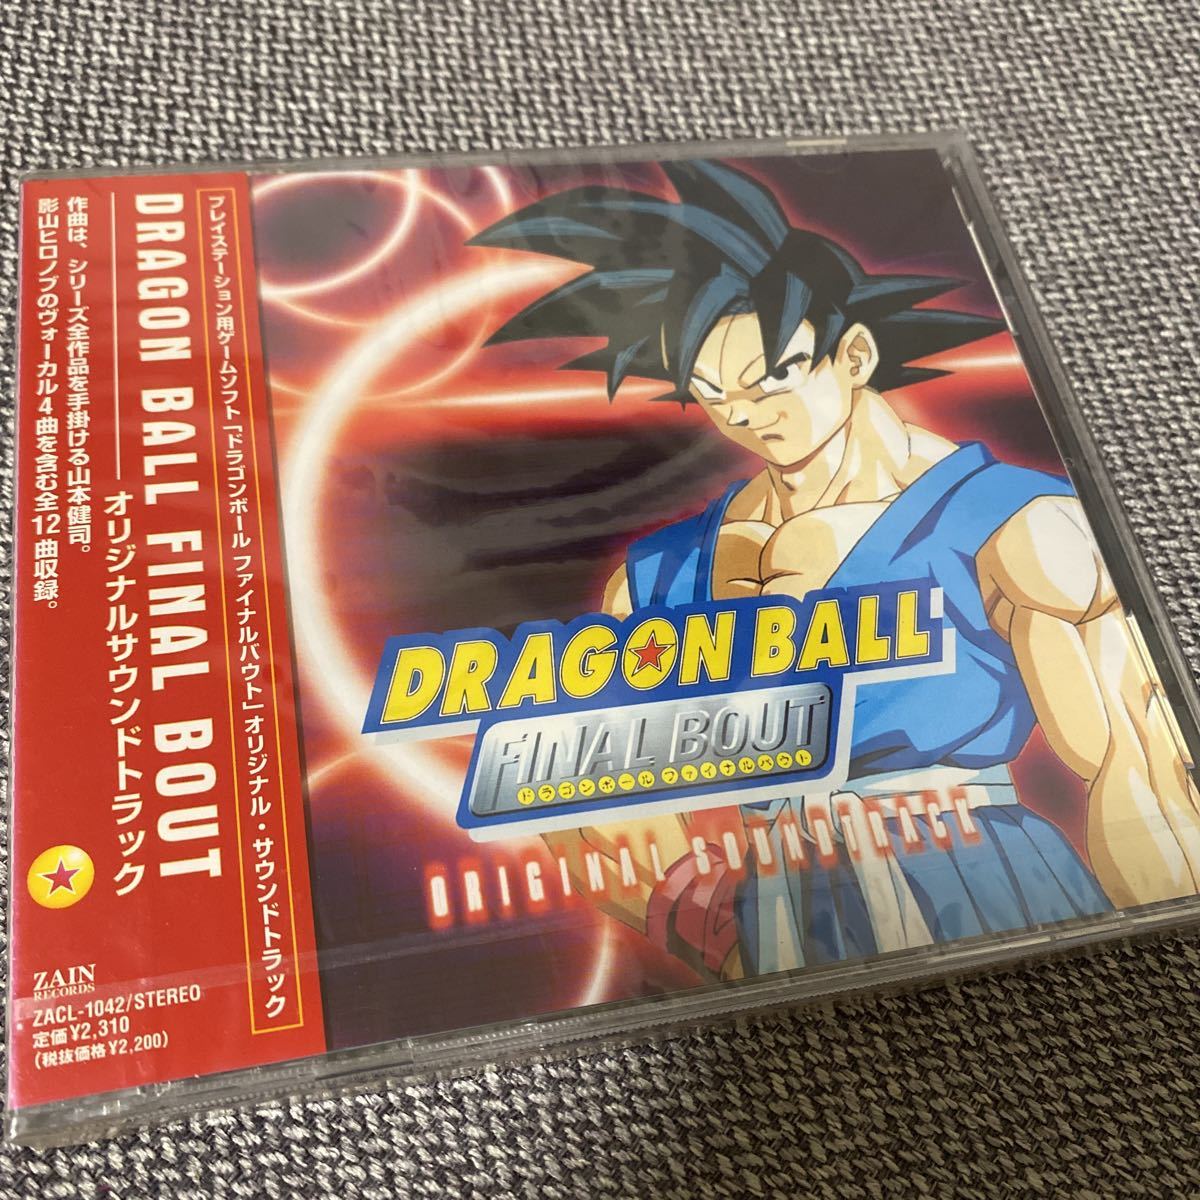 プレイステーション用ゲームソフト「ドラゴンボール ファイナルバウト」オリジナル・サウンドトラック
DRAGON BALL FINAL BOUT
オリジナルサウンドトラック
作曲は、シリーズ全作品を手掛ける山本健司。
影山ヒロノブのヴォーカル4曲を含む全12曲収録。
ZAIN
RECORDS
ZACL-1042/STEREO
定価¥2,310
(税抜価格¥2,200)
DRAGON BALL
FINAL BOUT
ドラゴンボール ファイナルバウト
ORIGINAL SOUNDTRACK